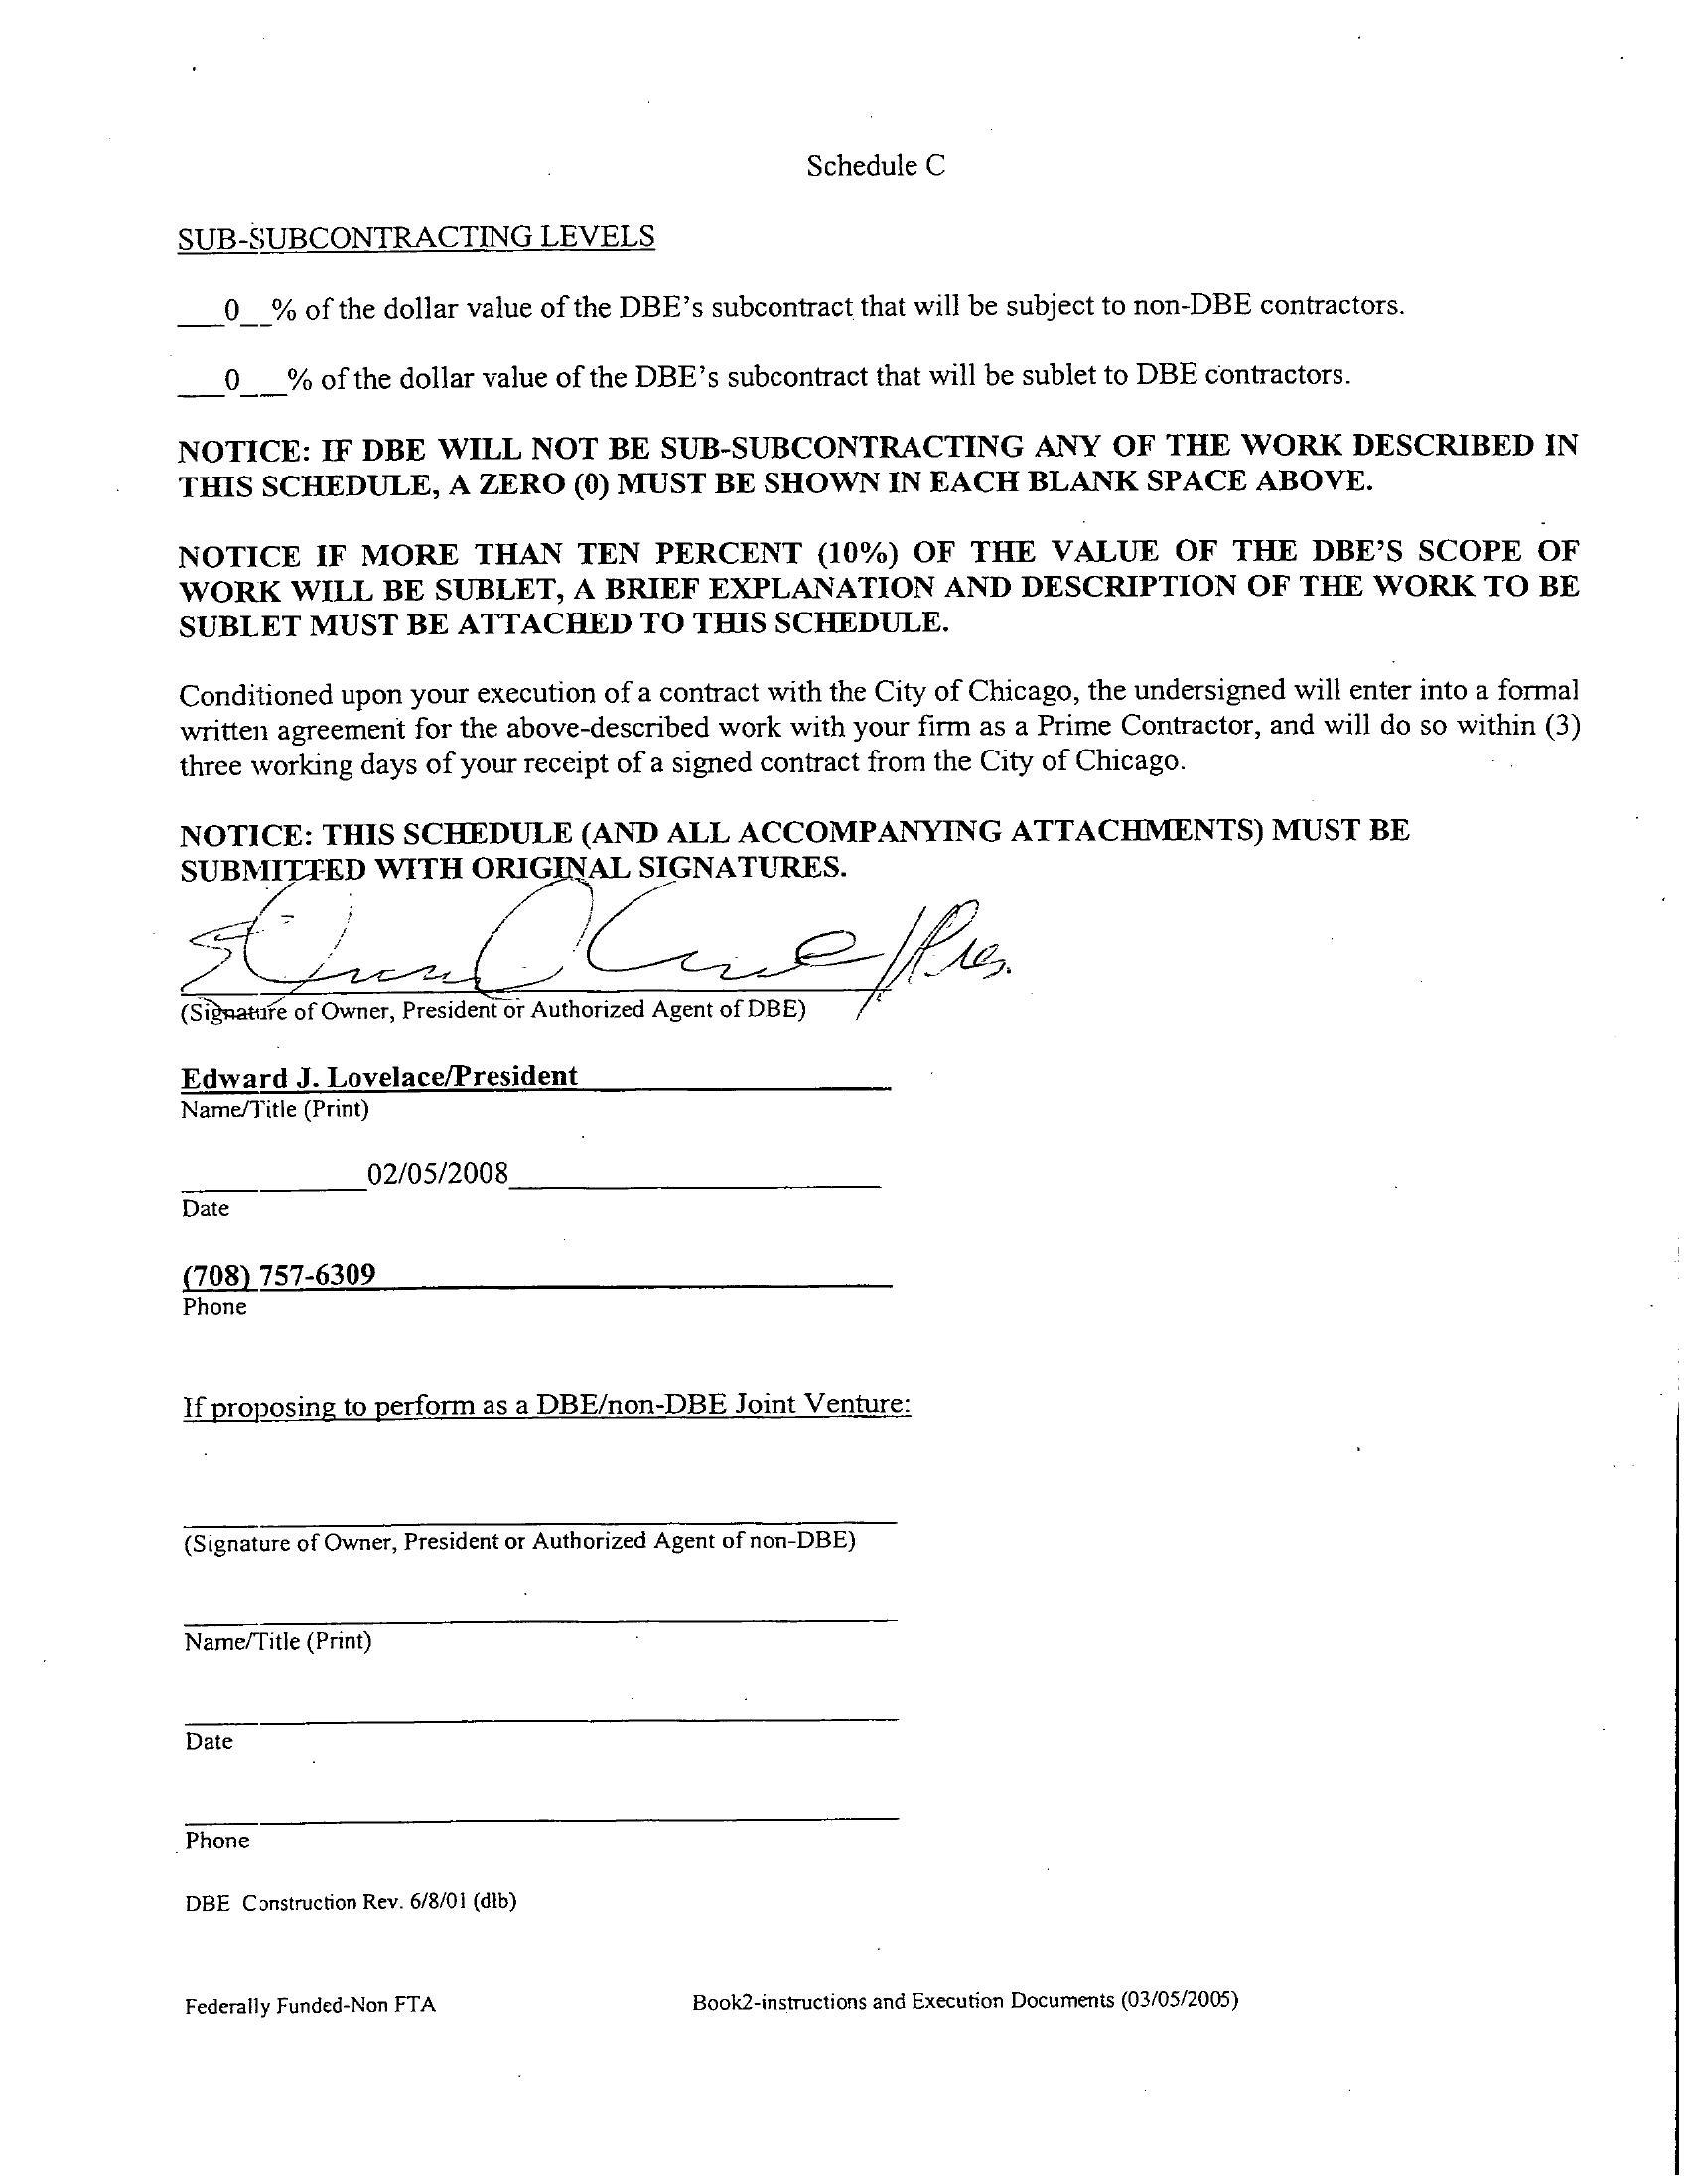 Schedule C
SUB-SUBCONTRACTING LEVELS
___0__% of the dollar value of the DBE's subcontract that will be subject to non-DBE contractors.
___0___% of the dollar value of the DBE's subcontract that will be sublet to DBE contractors.
NOTICE: IF DBE WILL NOT BE SUB-SUBCONTRACTING ANY OF THE WORK DESCRIBED IN
THIS SCHEDULE, A ZERO (0) MUST BE SHOWN IN EACH BLANK SPACE ABOVE.
NOTICE IF MORE THAN TEN PERCENT (10%) OF THE VALUE OF THE DBE'S SCOPE OF
WORK WILL BE SUBLET, A BRIEF EXPLANATION AND DESCRIPTION OF THE WORK TO BE
SUBLET MUST BE ATTACHED TO THIS SCHEDULE.
Conditioned upon your execution of a contract with the City of Chicago, the undersigned will enter into a formal
written agreement for the above-described work with your firm as a Prime Contractor, and will do so within (3)
three working days of your receipt of a signed contract from the City of Chicago.
NOTICE: THIS SCHEDULE (AND ALL ACCOMPANYING ATTACHMENTS) MUST BE
SUBMITTED WITH ORIGINAL SIGNATURES.
/Pres.
(Signature of Owner, President or Authorized Agent of DBE)
Edward J. Lovelace/President
Name/Title (Print)
02/05/2008
Date
(708) 757-6309
Phone
If proposing to perform as a DBE/non-DBE Joint Venture:
(Signature of Owner, President or Authorized Agent of non-DBE)
Name/Title (Print)
Date
Phone
DBE Construction Rev. 6/8/01 (dlb)
Federally Funded-Non FTA Book2-instructions and Execution Documents (03/05/2005)